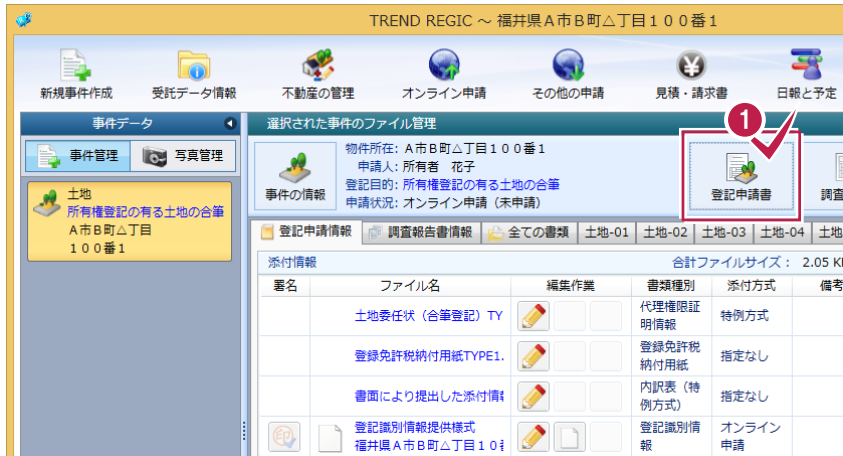 TREND REGIC ～ 福井県Ａ市Ｂ町△丁目１００番１
新規事件作成 受託データ情報 不動産の管理 オンライン申請 その他の申請 見積・請求書 日報と予定
事件データ 選択された事件のファイル管理
1
事件管理 写真管理
土地
所有権登記の有る土地の合筆
Ａ市Ｂ町△丁目
１００番１
事件の情報
物件所在: Ａ市Ｂ町△丁目１００番１
申請人: 所有者 花子
登記目的: 所有権登記の有る土地の合筆
申請状況: オンライン申請（未申請）
登記申請書 調査
登記申請情報 調査報告書情報 全ての書類 土地-01 土地-02 土地-03 土地-04 土地
添付情報 合計ファイルサイズ： 2.05 K
署名 ファイル名 編集作業 書類種別 添付方式 備考
土地委任状（合筆登記）TY 代理権限証明情報 特例方式
登録免許税納付用紙TYPE1. 登録免許税納付用紙 指定なし
書面により提出した添付情 内訳表（特例方式） 指定なし
登記識別情報提供様式 登記識別情報 オンライン申請
福井県Ａ市Ｂ町△丁目１０